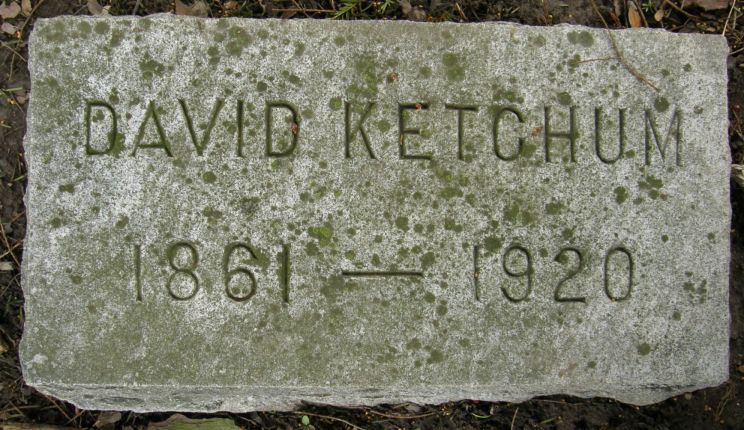 DAVID KETCHUM
1861 — 1920